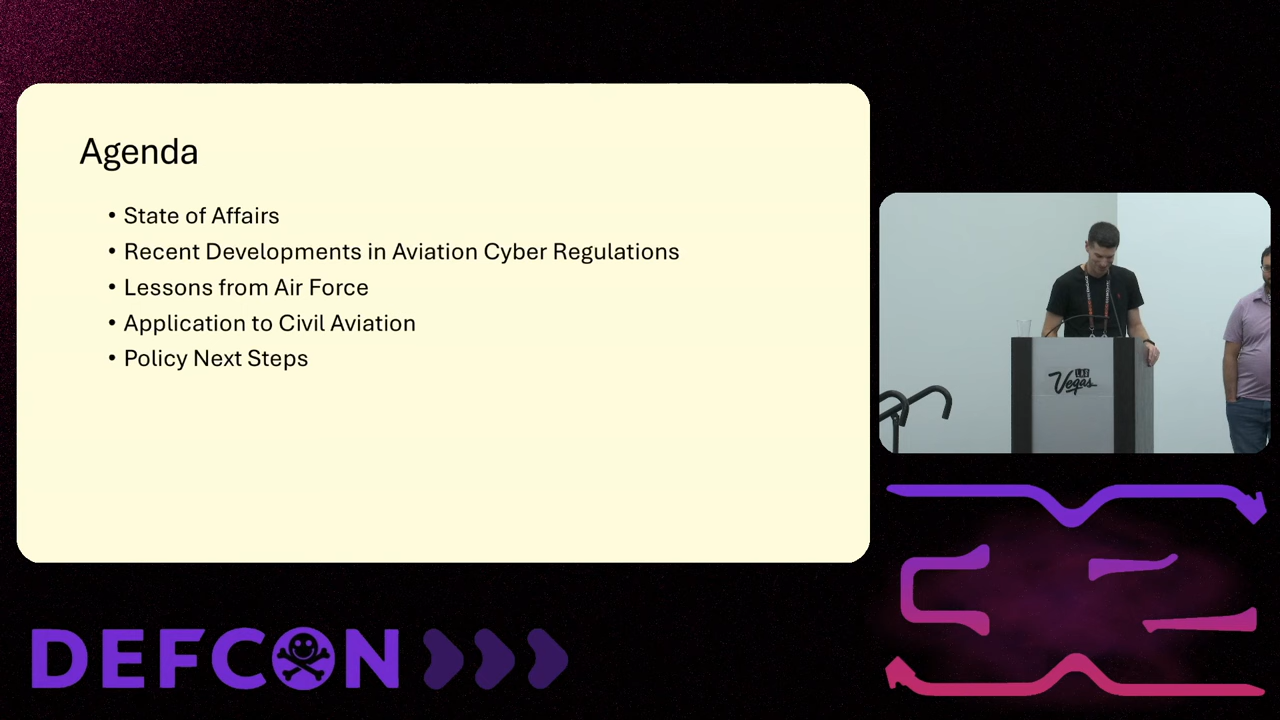 Agenda
• State of Affairs
• Recent Developments in Aviation Cyber Regulations
• Lessons from Air Force
• Application to Civil Aviation
• Policy Next Steps
Vegas
DEFCON